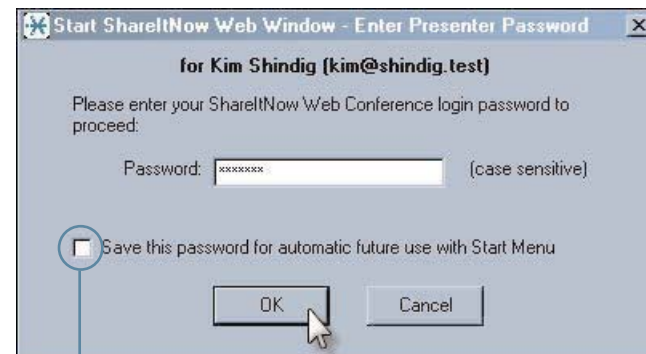 Start ShareItNow Web Window - Enter Presenter Password
for Kim Shindig (kim@shindig.test)
Please enter your ShareItNow Web Conference login password to
proceed:
Password: xxxxxxx (case sensitive)
Save this password for automatic future use with Start Menu
OK Cancel